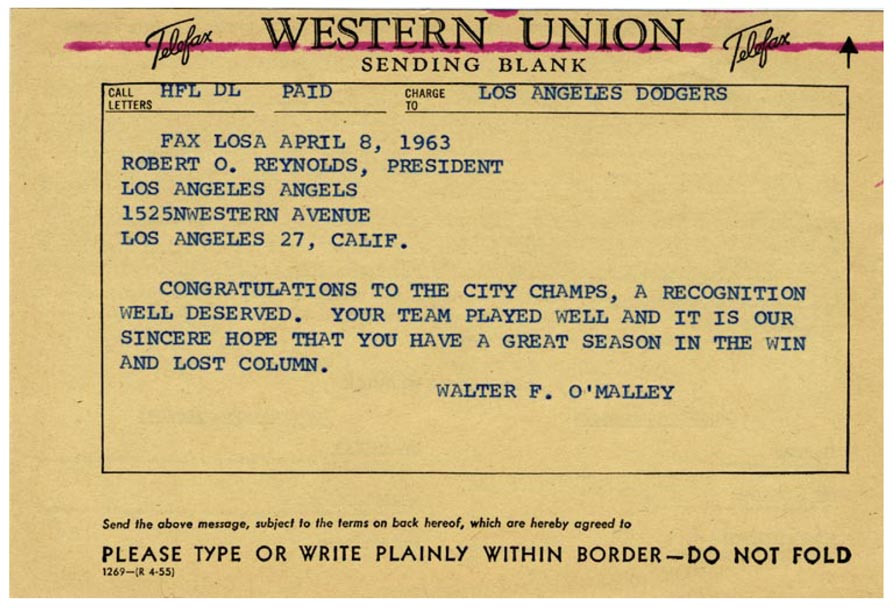 Telefax WESTERN UNION Telefax
SENDING BLANK
CALL LETTERS HFL DL PAID CHARGE TO LOS ANGELES DODGERS
FAX LOSA APRIL 8, 1963
ROBERT O. REYNOLDS, PRESIDENT
LOS ANGELES ANGELS
1525NWESTERN AVENUE
LOS ANGELES 27, CALIF.
CONGRATULATIONS TO THE CITY CHAMPS, A RECOGNITION
WELL DESERVED. YOUR TEAM PLAYED WELL AND IT IS OUR
SINCERE HOPE THAT YOU HAVE A GREAT SEASON IN THE WIN
AND LOST COLUMN.
WALTER F. O'MALLEY
Send the above message, subject to the terms on back hereof, which are hereby agreed to
PLEASE TYPE OR WRITE PLAINLY WITHIN BORDER—DO NOT FOLD
1269—(R 4-55)